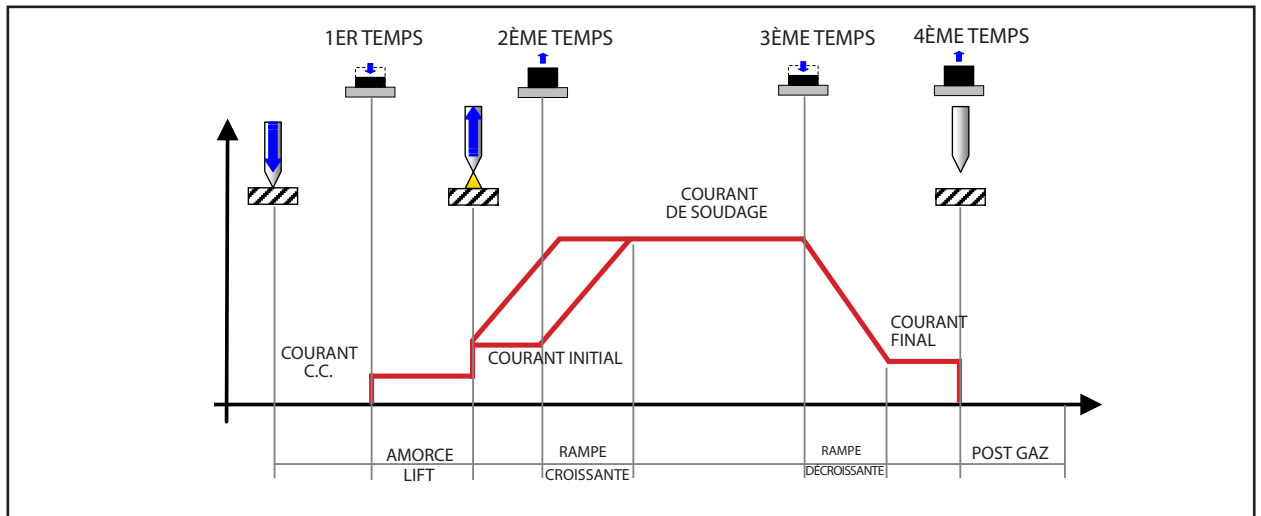 1ER TEMPS
2ÈME TEMPS
3ÈME TEMPS
4ÈME TEMPS
COURANT
DE SOUDAGE
COURANT
C.C.
COURANT INITIAL
COURANT
FINAL
AMORCE
LIFT
RAMPE
CROISSANTE
RAMPE
DÉCROISSANTE
POST GAZ